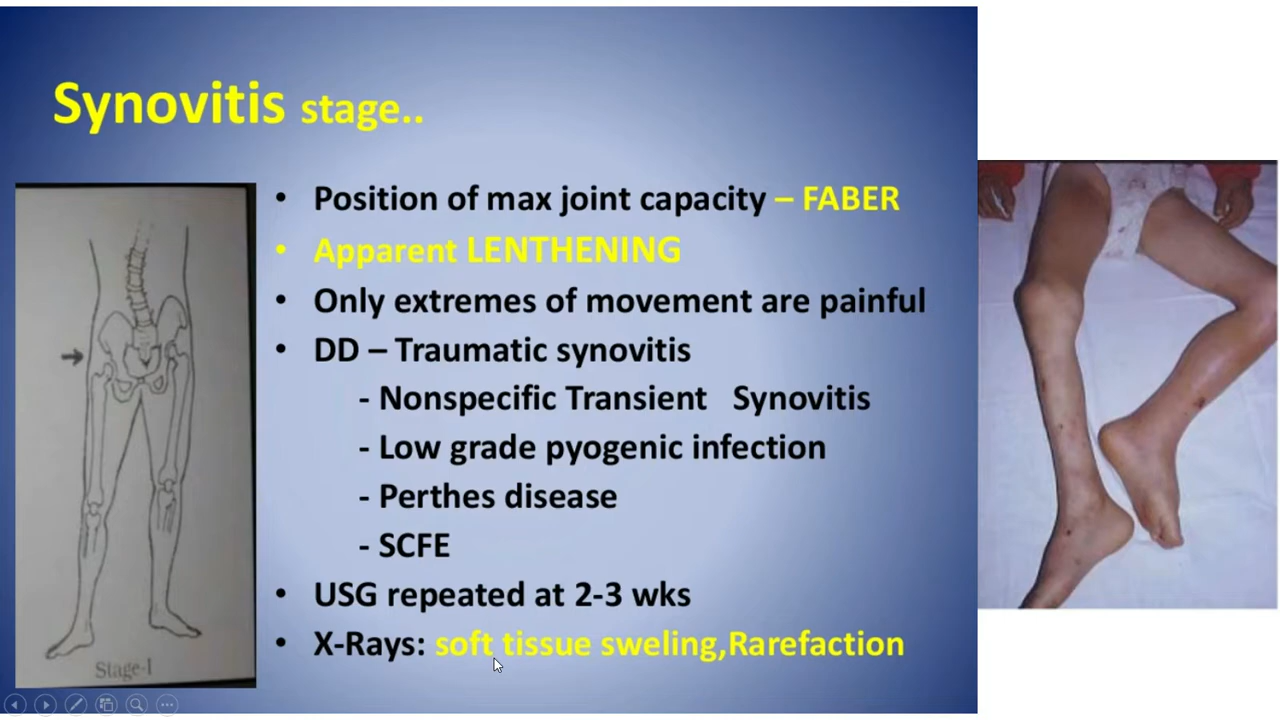 Synovitis stage..
• Position of max joint capacity – FABER
• Apparent LENTHENING
• Only extremes of movement are painful
• DD – Traumatic synovitis
- Nonspecific Transient Synovitis
- Low grade pyogenic infection
- Perthes disease
- SCFE
• USG repeated at 2-3 wks
• X-Rays: soft tissue sweling,Rarefaction
Stage-I